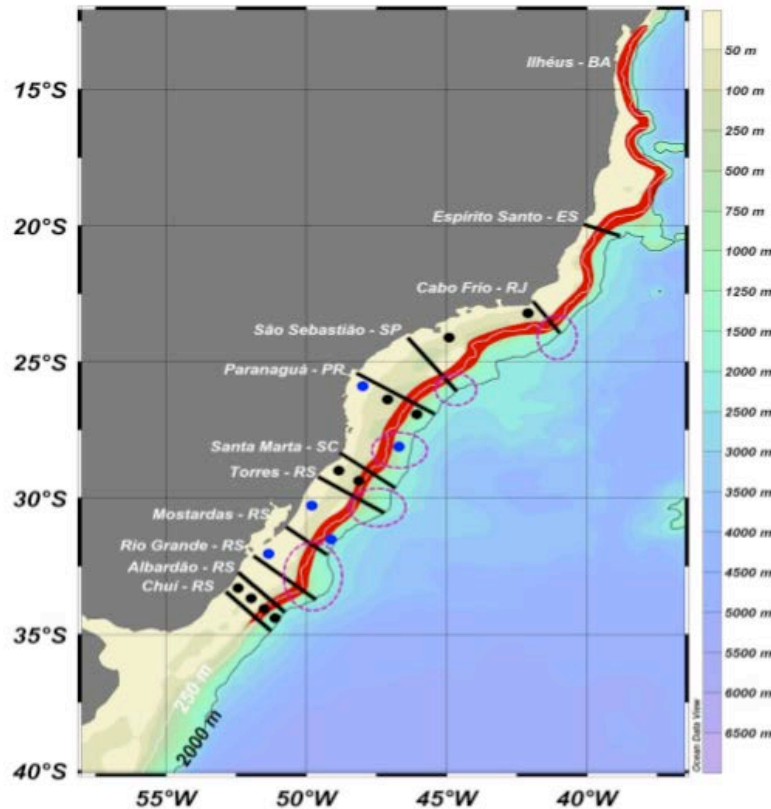 Ilhéus - BA
15°S
Espírito Santo - ES
20°S
Cabo Frio - RJ
São Sebastião - SP
25°S
Paranaguá - PR
Santa Marta - SC
Torres - RS
30°S
Mostardas - RS
Rio Grande - RS
Albardão - RS
Chuí - RS
35°S
250 m
2000 m
40°S
55°W
50°W
45°W
40°W
50 m
100 m
250 m
500 m
750 m
1000 m
1250 m
1500 m
2000 m
2500 m
3000 m
3500 m
4000 m
4500 m
5000 m
5500 m
6000 m
6500 m
Ocean Data View